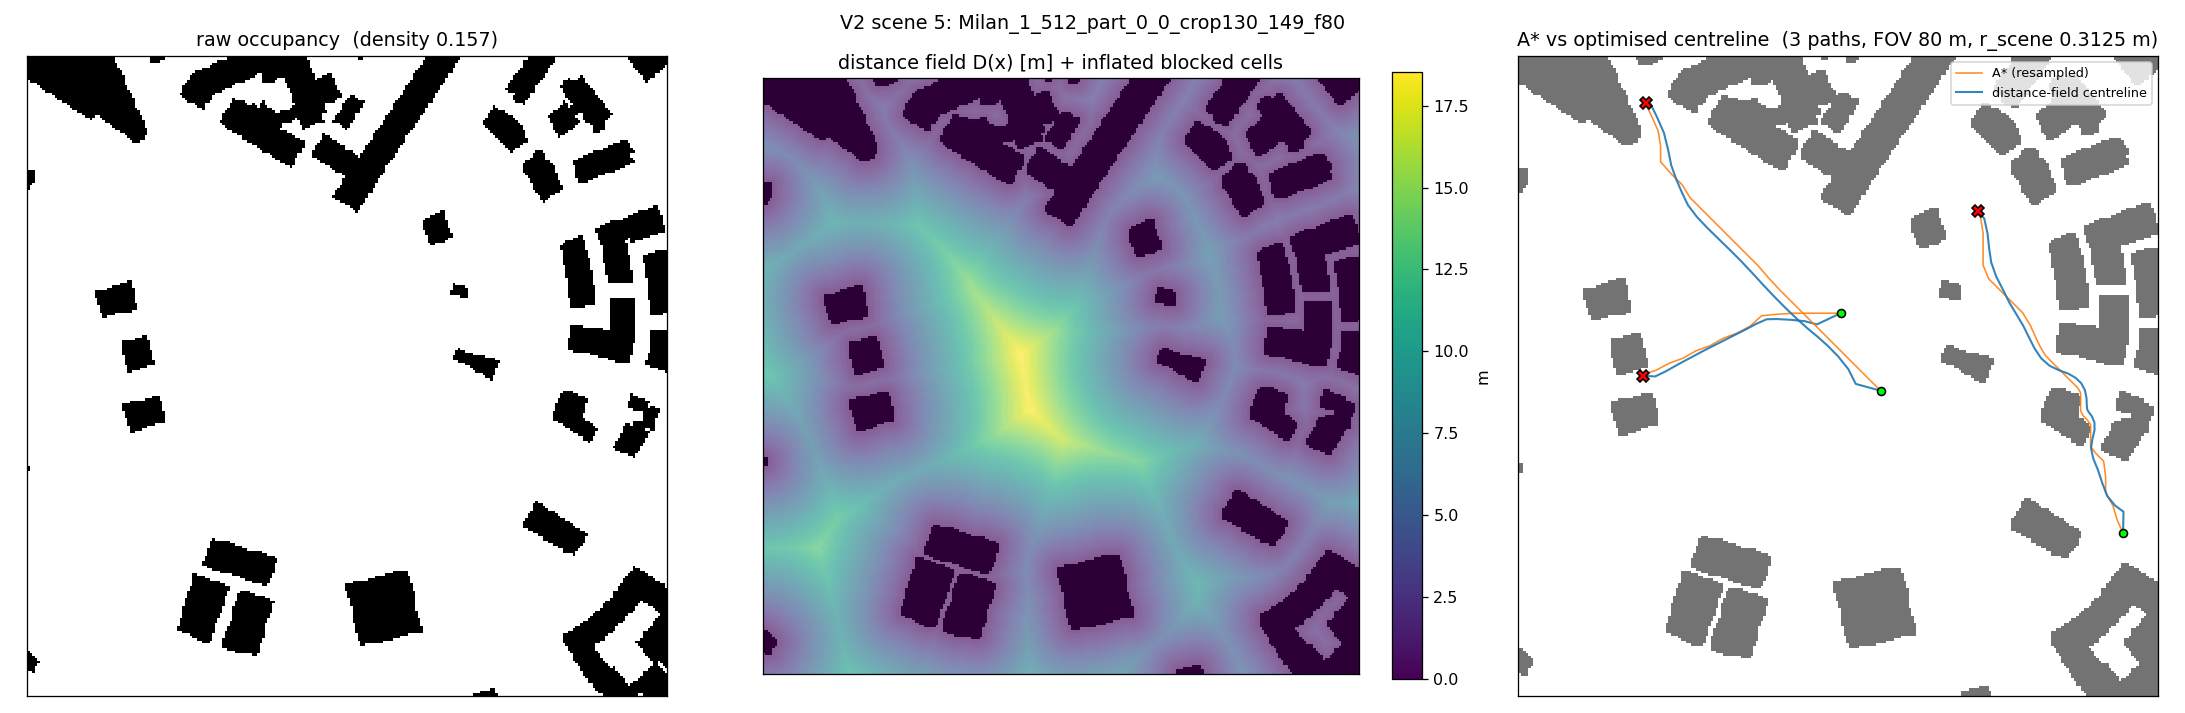 V2 scene 5: Milan_1_512_part_0_0_crop130_149_f80
raw occupancy  (density 0.157)
distance field D(x) [m] + inflated blocked cells
17.5
15.0
12.5
10.0
7.5
5.0
2.5
0.0
m
A* vs optimised centreline  (3 paths, FOV 80 m, r_scene 0.3125 m)
A* (resampled)
distance-field centreline